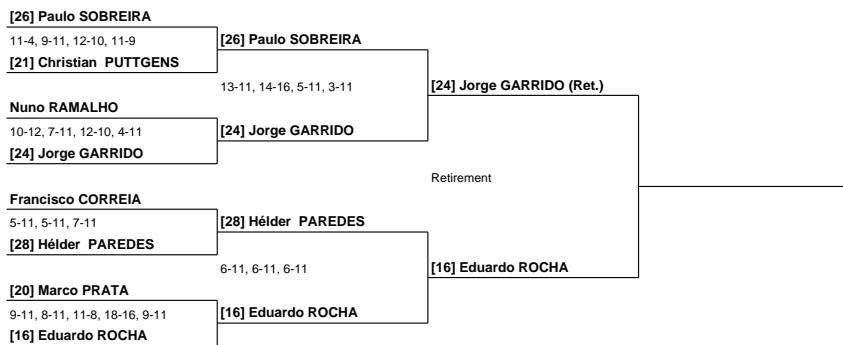 [26] Paulo SOBREIRA
11-4, 9-11, 12-10, 11-9
[21] Christian PUTTGENS
[26] Paulo SOBREIRA
13-11, 14-16, 5-11, 3-11
Nuno RAMALHO
10-12, 7-11, 12-10, 4-11
[24] Jorge GARRIDO
[24] Jorge GARRIDO
[24] Jorge GARRIDO (Ret.)
Retirement
Francisco CORREIA
5-11, 5-11, 7-11
[28] Hélder PAREDES
[28] Hélder PAREDES
6-11, 6-11, 6-11
[20] Marco PRATA
9-11, 8-11, 11-8, 18-16, 9-11
[16] Eduardo ROCHA
[16] Eduardo ROCHA
[16] Eduardo ROCHA